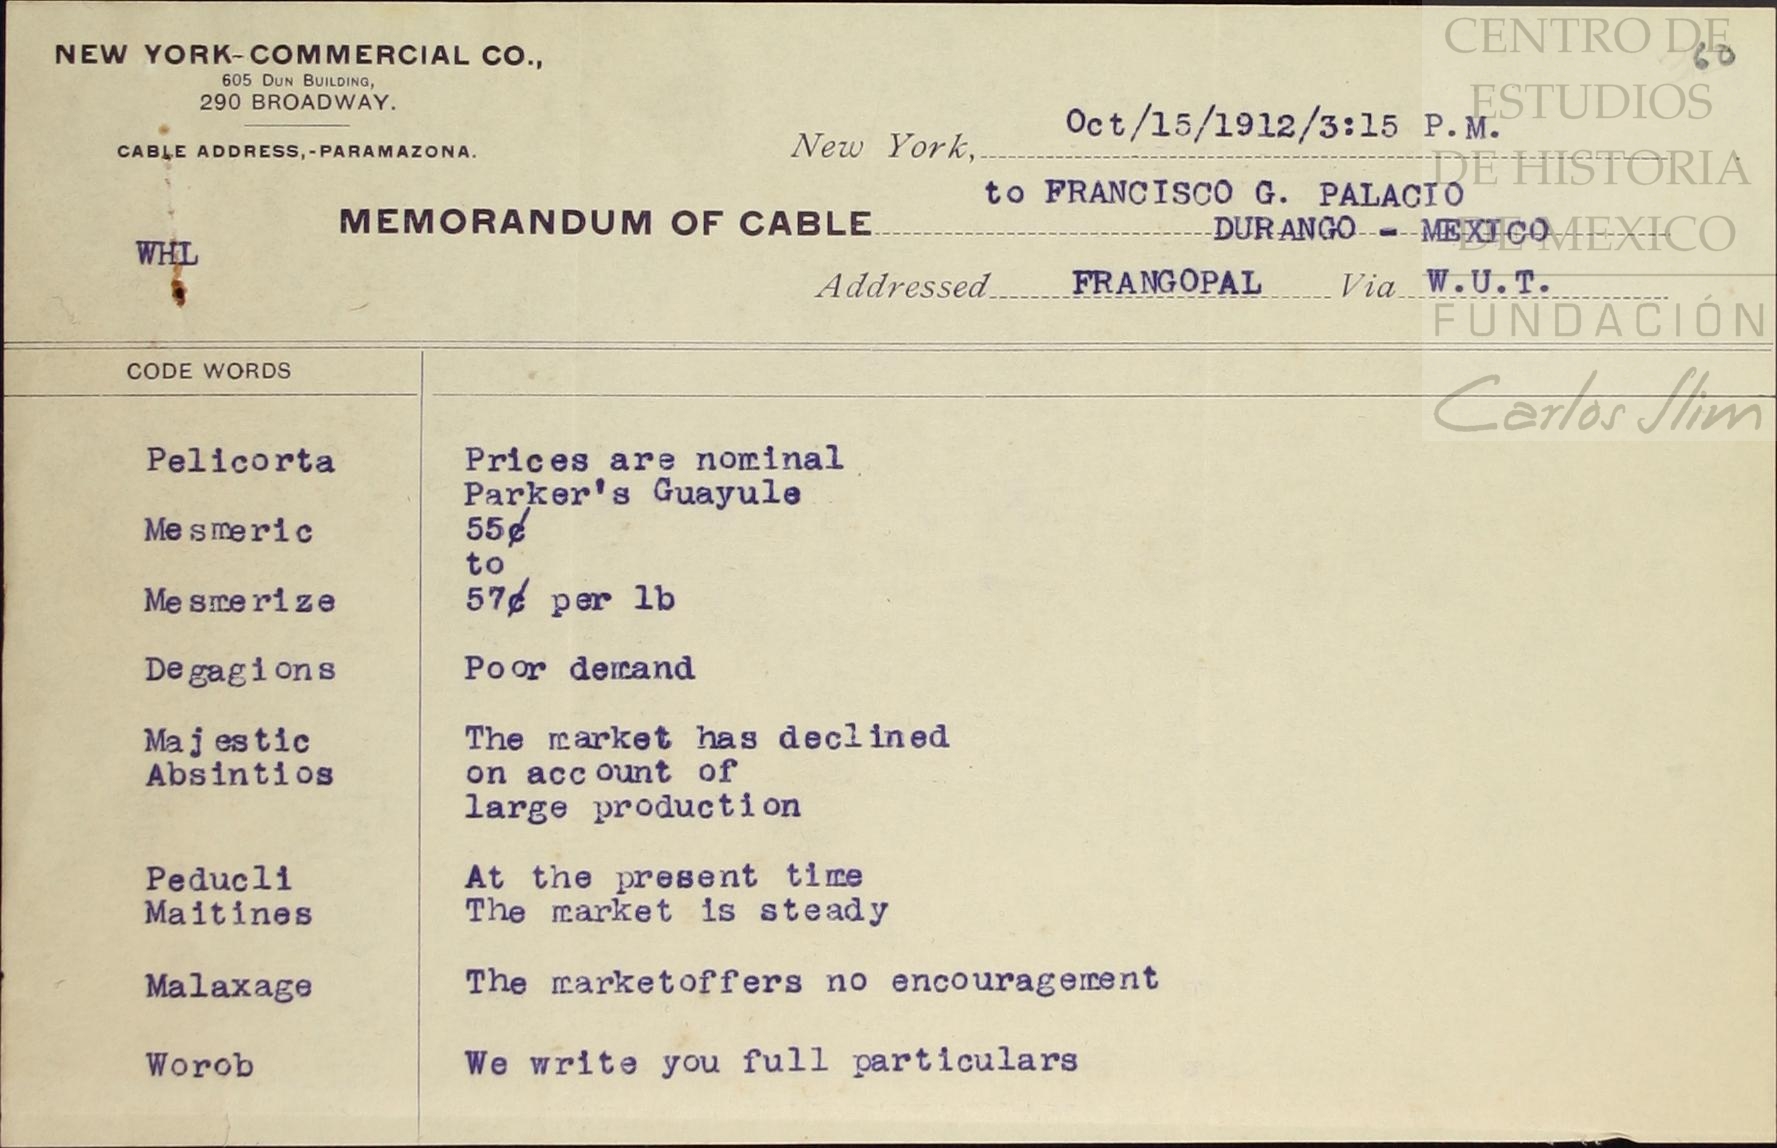 NEW YORK-COMMERCIAL CO.,
605 DUN BUILDING,
290 BROADWAY.
CABLE ADDRESS,-PARAMAZONA.
60
New York, Oct/15/1912/3:15 P.M.
to FRANCISCO G. PALACIO
MEMORANDUM OF CABLE DURANGO - MEXICO
WHL
Addressed FRANGOPAL Via W.U.T.
CENTRO DE
ESTUDIOS
DE HISTORIA
DE MEXICO
FUNDACIÓN
Carlos Slim
CODE WORDS
Pelicorta Prices are nominal
Parker's Guayule
Mesmeric 55¢
to
Mesmerize 57¢ per lb
Degagions Poor demand
Majestic The market has declined
Absintios on account of
large production
Peducli At the present time
Maitines The market is steady
Malaxage The marketoffers no encouragement
Worob We write you full particulars